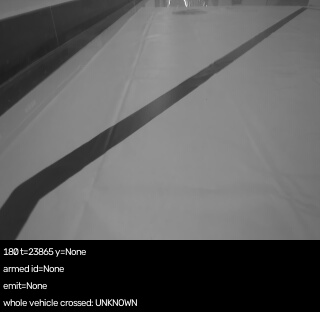 180 t=23865 y=None
armed id=None
emit=None
whole vehicle crossed: UNKNOWN